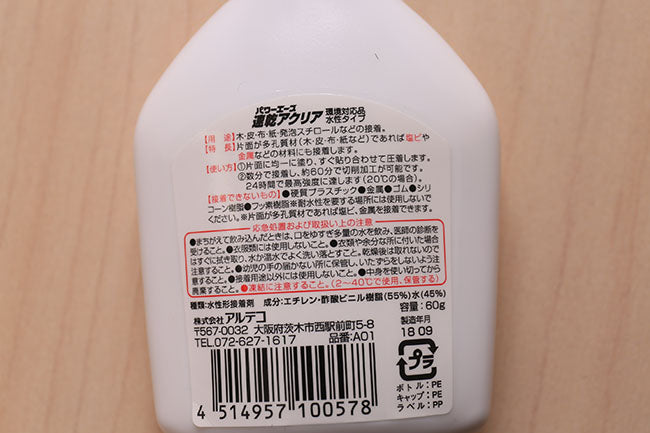 パワーエース
速乾アクリア 環境対応品
水性タイプ
【用 途】木・皮・布・紙・発泡スチロールなどの接着。
【特 長】片面が多孔質材(木・皮・布・紙など)であれば塩ビや
金属などの材料にも接着します。
【使い方】①片面に均一に塗り、すぐ貼り合わせて圧着します。
②数分で接着し、約60分で切削加工が可能です。
24時間で最高強度に達します(20℃の場合)。
【接着できないもの】●硬質プラスチック●金属●ゴム●シリ
コーン樹脂●フッ素樹脂※耐水性を要する場所には使用しないで
ください。※片面が多孔質材であれば塩ビ、金属を接着できます。
応急処置および取扱い上の注意
●まちがえて飲み込んだときは、口をゆすぎ多量の水を飲み、医師の診断を
受けること。●衣服類には使用しないこと。●衣類や余分な所に付いた場合
はすぐに拭き取り、水か温水でよく洗い落とすこと。乾燥後は取れないので
注意すること。●幼児の手の届かない所に保管し、いたずらをしないよう注
意すること。●接着用途以外には使用しないこと。●中身を使い切ってから
廃棄すること。●凍結に注意すること。(2〜40℃で使用、保管する)
種類:水性形接着剤 成分:エチレン・酢酸ビニル樹脂(55%)水(45%)
株式会社 アルテコ 容量:60g
〒567-0032 大阪府茨木市西駅前町5-8 製造年月
TEL.072-627-1617 品番:A01 18 09
プラ
ボトル:PE
キャップ:PE
ラベル:PP
4 514957 100578